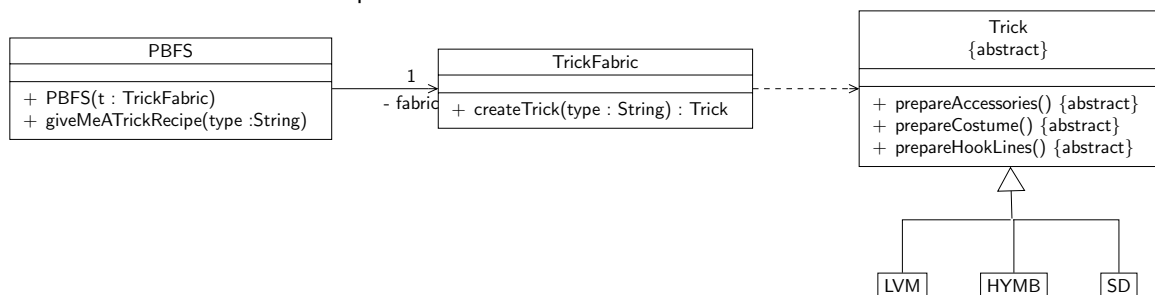 PBFS
+ PBFS(t : TrickFabric)
+ giveMeATrickRecipe(type :String)
1
- fabric
TrickFabric
+ createTrick(type : String) : Trick
Trick
{abstract}
+ prepareAccessories() {abstract}
+ prepareCostume() {abstract}
+ prepareHookLines() {abstract}
LVM
HYMB
SD